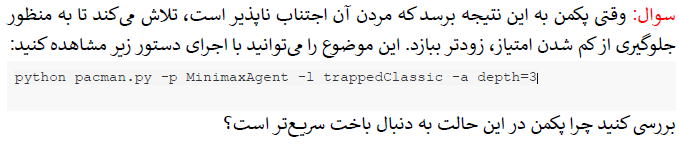 سوال: وقتی پکمن به این نتیجه برسد که مردن آن اجتناب ناپذیر است، تلاش می‌کند تا به منظور
جلوگیری از کم شدن امتیاز، زودتر ببازد. این موضوع را می‌توانید با اجرای دستور زیر مشاهده کنید:
python pacman.py -p MinimaxAgent -l trappedClassic -a depth=3
بررسی کنید چرا پکمن در این حالت به دنبال باخت سریع‌تر است؟